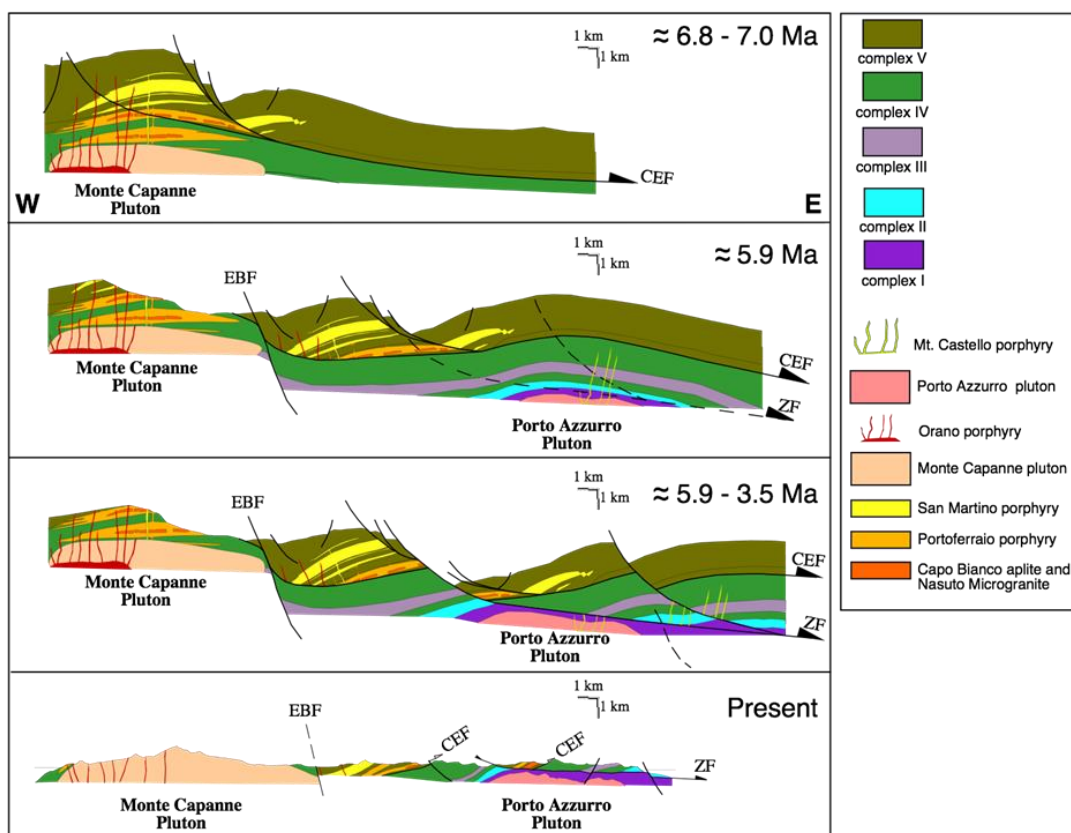 1 km
1 km
≈ 6.8 - 7.0 Ma
CEF
Monte Capanne
Pluton
W
E
1 km
1 km
≈ 5.9 Ma
EBF
CEF
Monte Capanne
Pluton
ZF
Porto Azzurro
Pluton
1 km
1 km
≈ 5.9 - 3.5 Ma
EBF
CEF
Monte Capanne
Pluton
ZF
Porto Azzurro
Pluton
1 km
1 km
Present
EBF
CEF
CEF
ZF
Monte Capanne
Pluton
Porto Azzurro
Pluton
complex V
complex IV
complex III
complex II
complex I
Mt. Castello porphyry
Porto Azzurro pluton
Orano porphyry
Monte Capanne pluton
San Martino porphyry
Portoferraio porphyry
Capo Bianco aplite and
Nasuto Microgranite